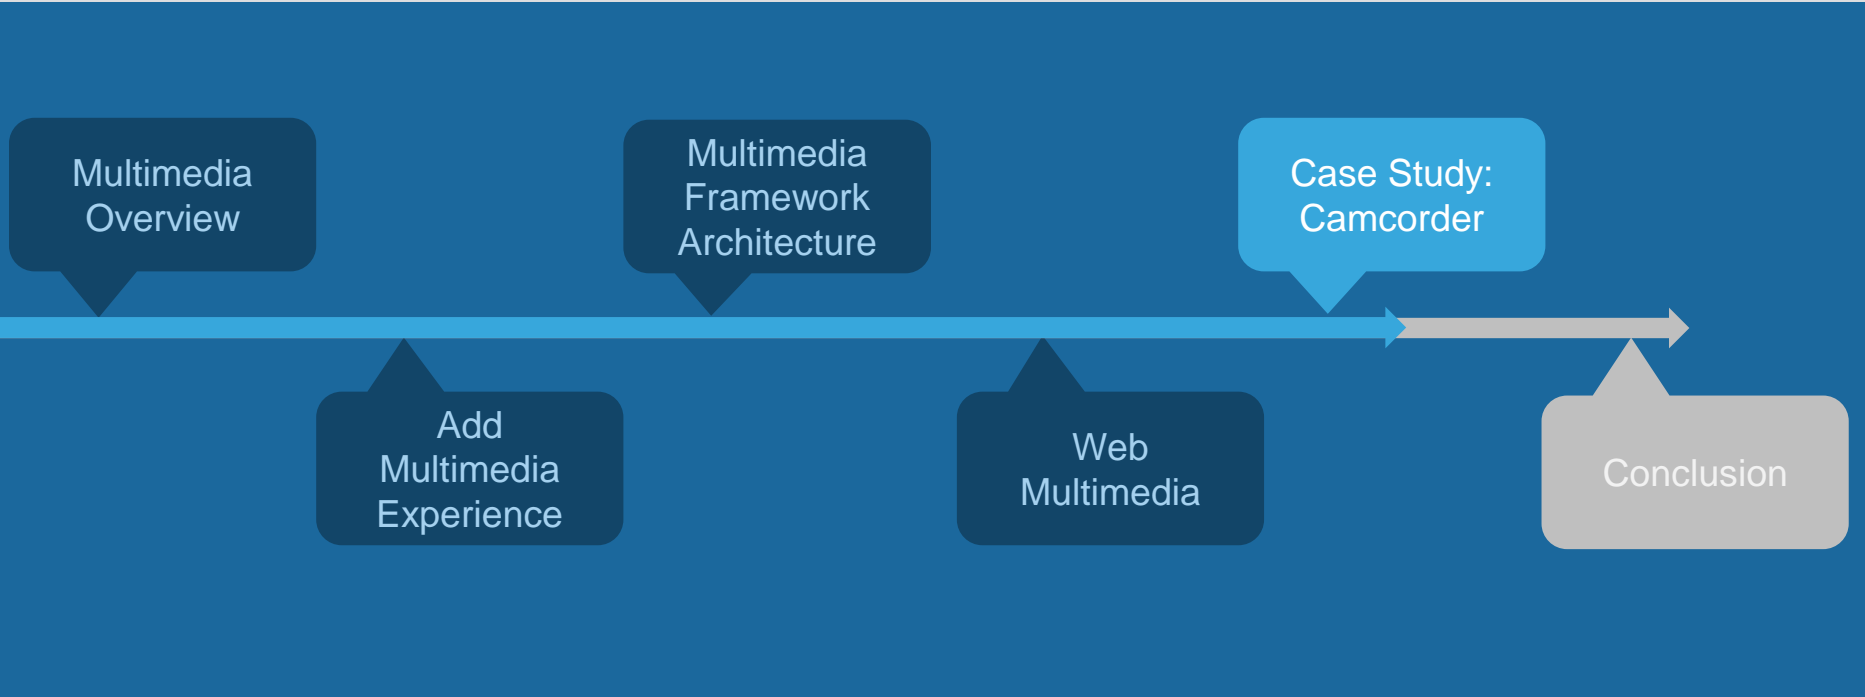 Multimedia
Overview
Add
Multimedia
Experience
Multimedia
Framework
Architecture
Web
Multimedia
Case Study:
Camcorder
Conclusion